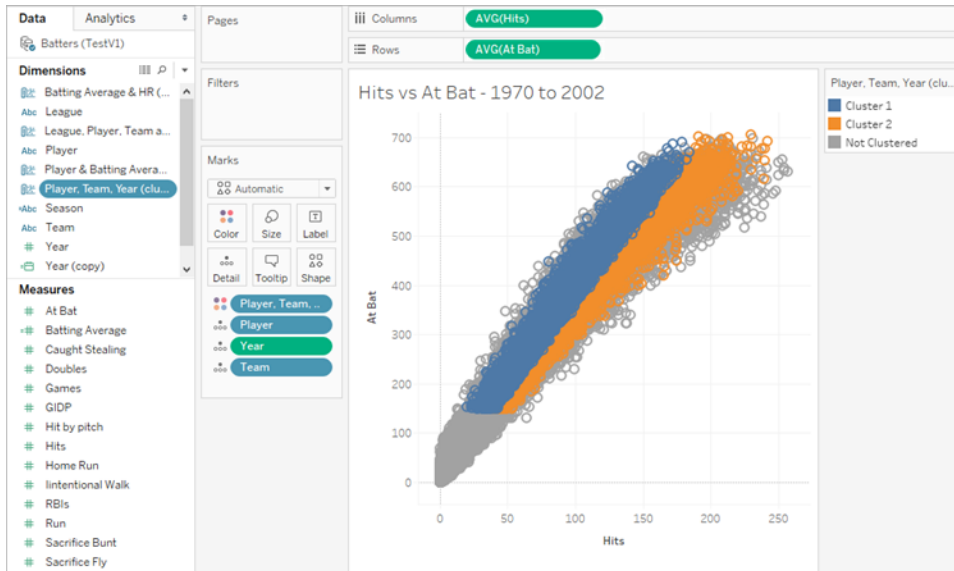 Data
Analytics
Batters (TestV1)
Dimensions
Batting Average & HR (...
Abc League
League, Player, Team a...
Abc Player
Player & Batting Avera...
Player, Team, Year (clu...
Abc Season
Abc Team
Year
Year (copy)
Measures
At Bat
Batting Average
Caught Stealing
Doubles
Games
GIDP
Hit by pitch
Hits
Home Run
Iintentional Walk
RBIs
Run
Sacrifice Bunt
Sacrifice Fly
Pages
Filters
Marks
Automatic
Color
Size
Label
Detail
Tooltip
Shape
Player, Team, ..
Player
Year
Team
Columns
AVG(Hits)
Rows
AVG(At Bat)
Hits vs At Bat - 1970 to 2002
At Bat
700
600
500
400
300
200
100
0
0
50
100
150
200
250
Hits
Player, Team, Year (clu...
Cluster 1
Cluster 2
Not Clustered